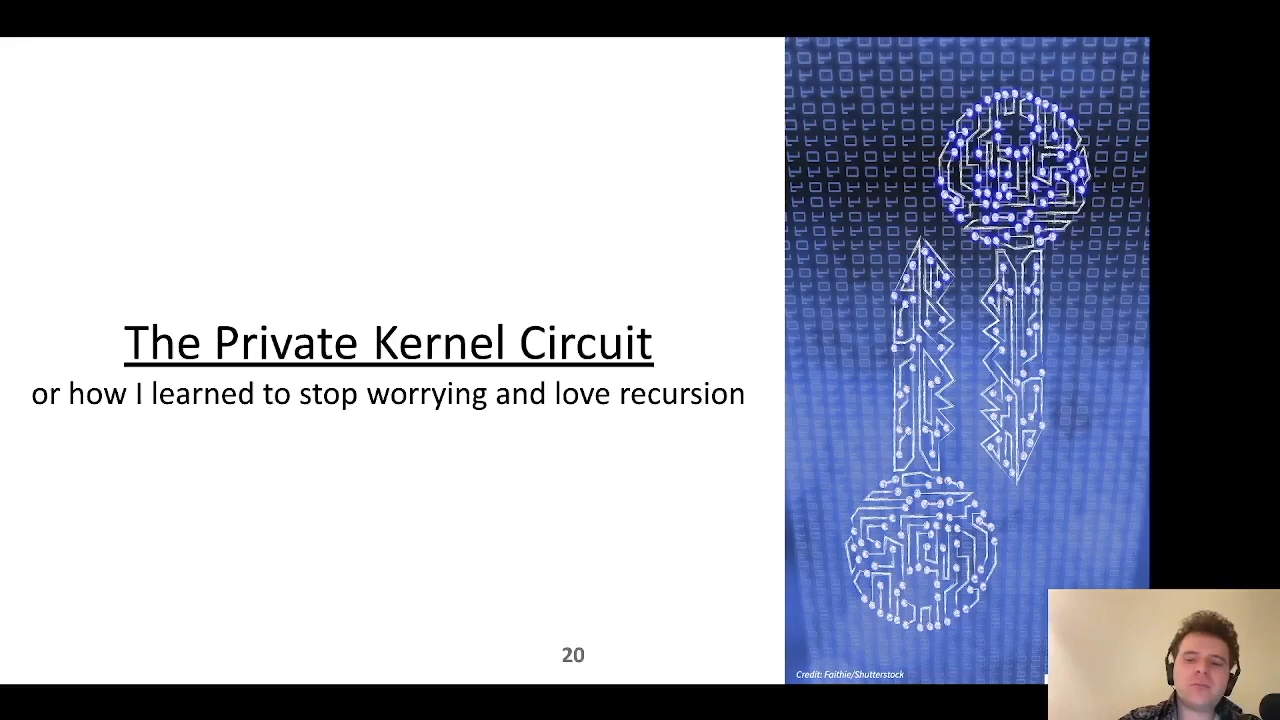 The Private Kernel Circuit
or how I learned to stop worrying and love recursion
20
Credit: Faithie/Shutterstock